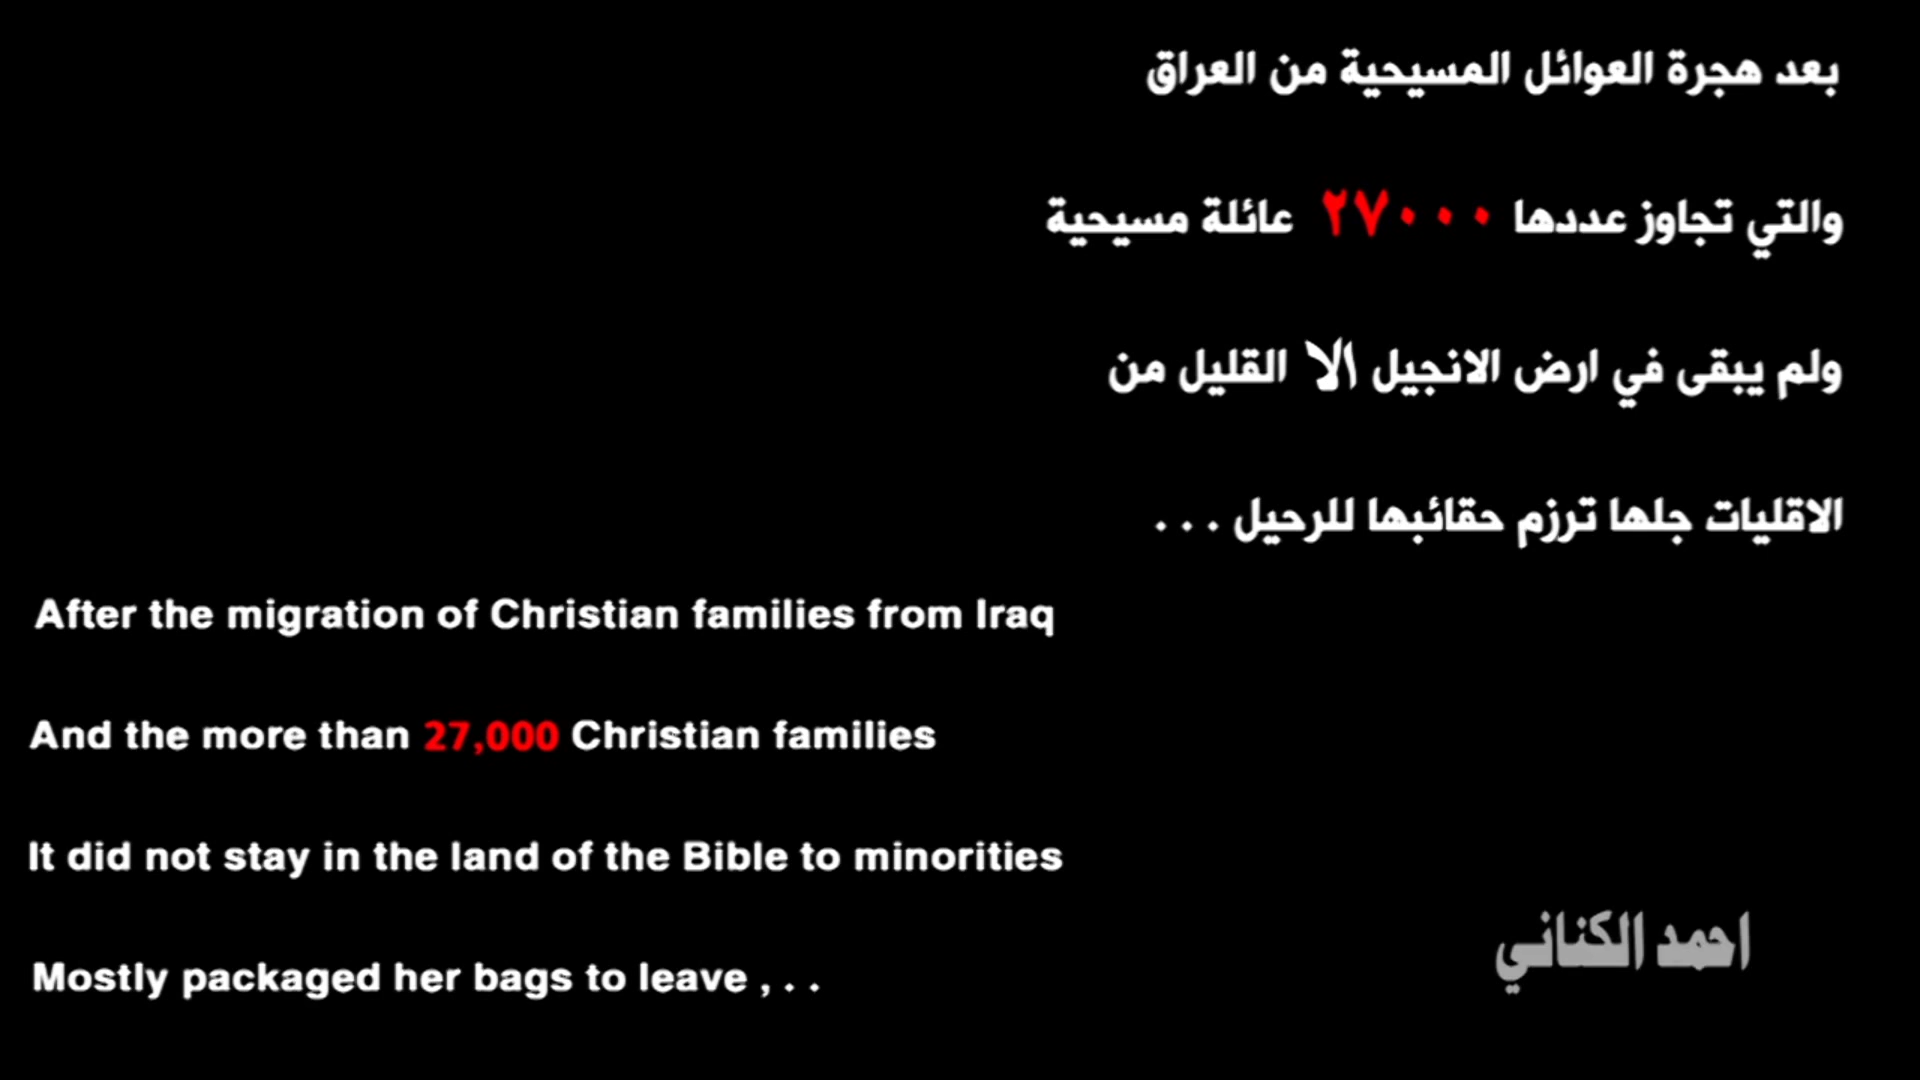 بعد هجرة العوائل المسيحية من العراق
والتي تجاوز عددها ٢٧٠٠٠ عائلة مسيحية
ولم يبقى في ارض الانجيل الا القليل من
الاقليات جلها ترزم حقائبها للرحيل . . .
After the migration of Christian families from Iraq
And the more than 27,000 Christian families
It did not stay in the land of the Bible to minorities
Mostly packaged her bags to leave , . .
احمد الكناني